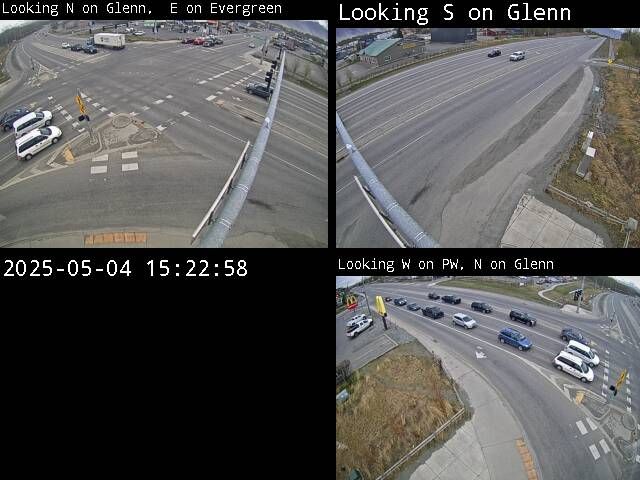 Looking N on Glenn,  E on Evergreen
Looking S on Glenn
2025-05-04 15:22:58
Looking W on PW, N on Glenn